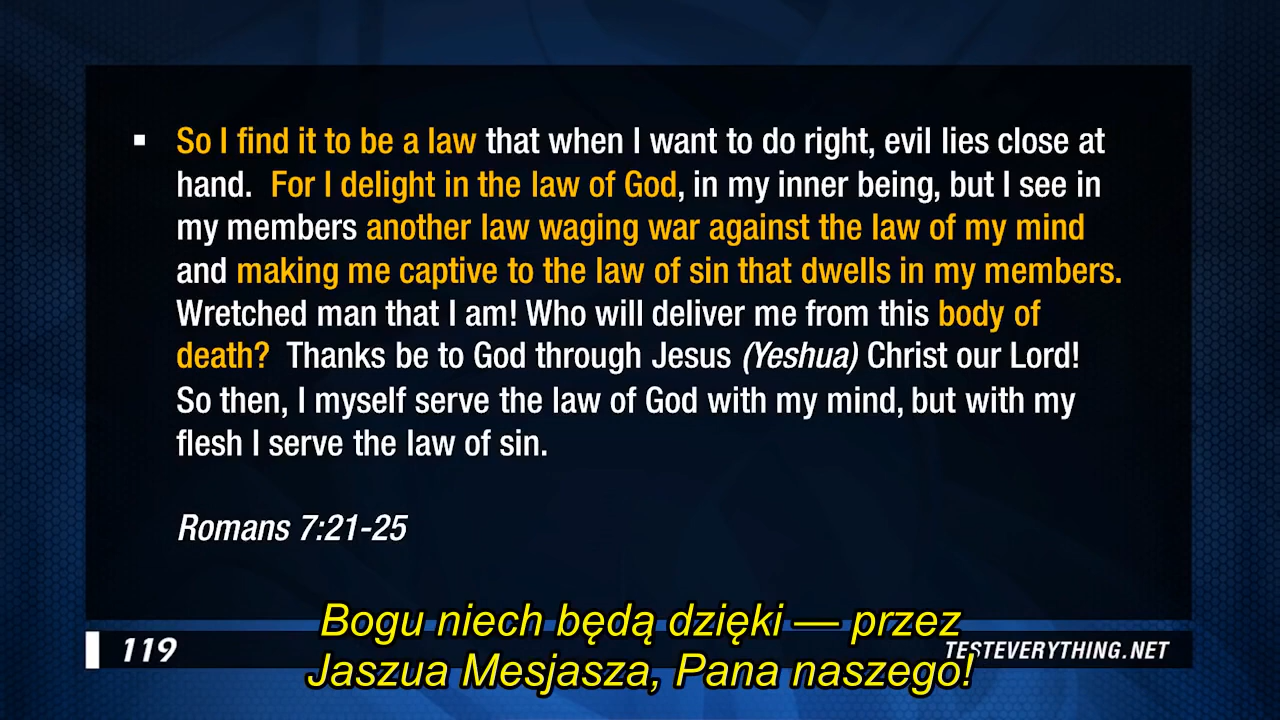 ▪ So I find it to be a law that when I want to do right, evil lies close at
hand. For I delight in the law of God, in my inner being, but I see in
my members another law waging war against the law of my mind
and making me captive to the law of sin that dwells in my members.
Wretched man that I am! Who will deliver me from this body of
death? Thanks be to God through Jesus (Yeshua) Christ our Lord!
So then, I myself serve the law of God with my mind, but with my
flesh I serve the law of sin.
Romans 7:21-25
Bogu niech będą dzięki — przez
Jaszua Mesjasza, Pana naszego!
119
TESTEVERYTHING.NET